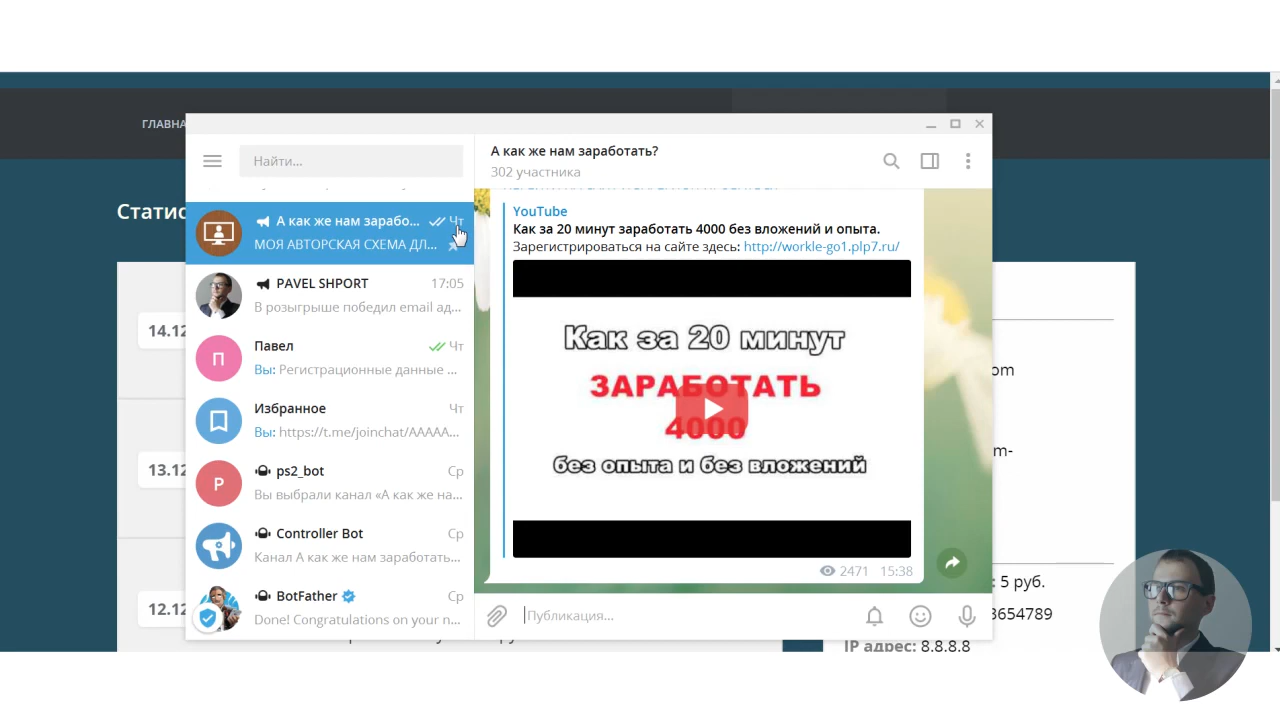 ГЛАВНА
Статис
14.12
13.12
12.12
Найти...
А как же нам зарабо... Чт
МОЯ АВТОРСКАЯ СХЕМА ДЛ...
PAVEL SHPORT 17:05
В розыгрыше победил email ад...
Павел Чт
Вы: Регистрационные данные ...
Избранное Чт
Вы: https://t.me/joinchat/AAAAA...
ps2_bot Ср
Вы выбрали канал «А как же на...
Controller Bot Ср
Канал А как же нам заработать...
BotFather Ср
Done! Congratulations on your n...
П
P
А как же нам заработать?
302 участника
YouTube
Как за 20 минут заработать 4000 без вложений и опыта.
Зарегистрироваться на сайте здесь: http://workle-go1.plp7.ru/
Как за 20 минут
ЗАРАБОТАТЬ
4000
без опыта и без вложений
2471 15:38
Публикация...
om
m-
: 5 руб.
3654789
IP адрес: 8.8.8.8